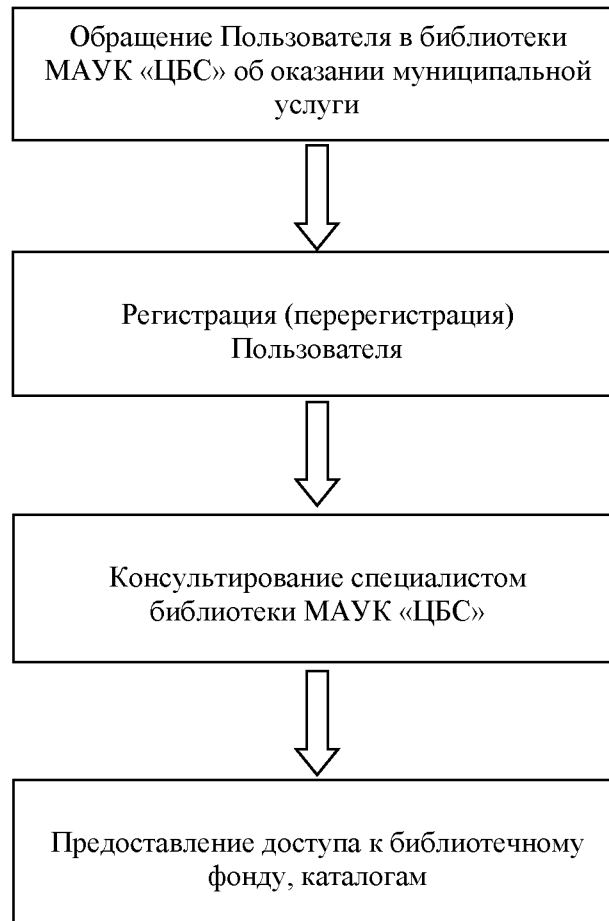 Обращение Пользователя в библиотеки
МАУК «ЦБС» об оказании муниципальной
услуги
Регистрация (перерегистрация)
Пользователя
Консультирование специалистом
библиотеки МАУК «ЦБС»
Предоставление доступа к библиотечному
фонду, каталогам